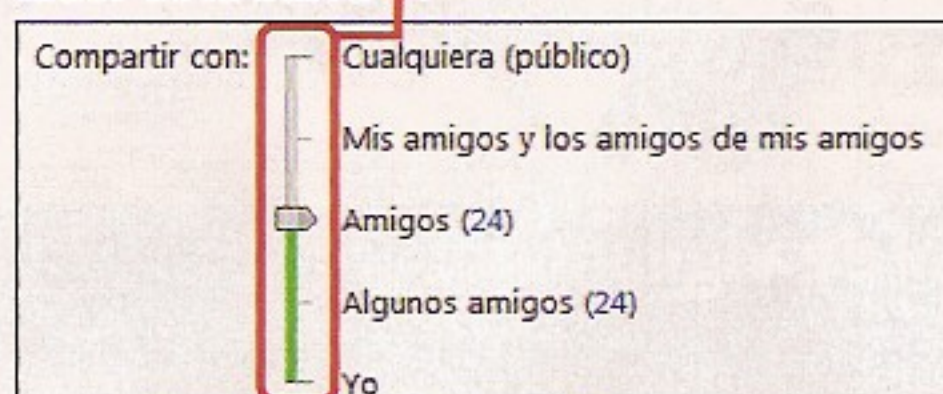 Compartir con: Cualquiera (público)
Mis amigos y los amigos de mis amigos
Amigos (24)
Algunos amigos (24)
Yo